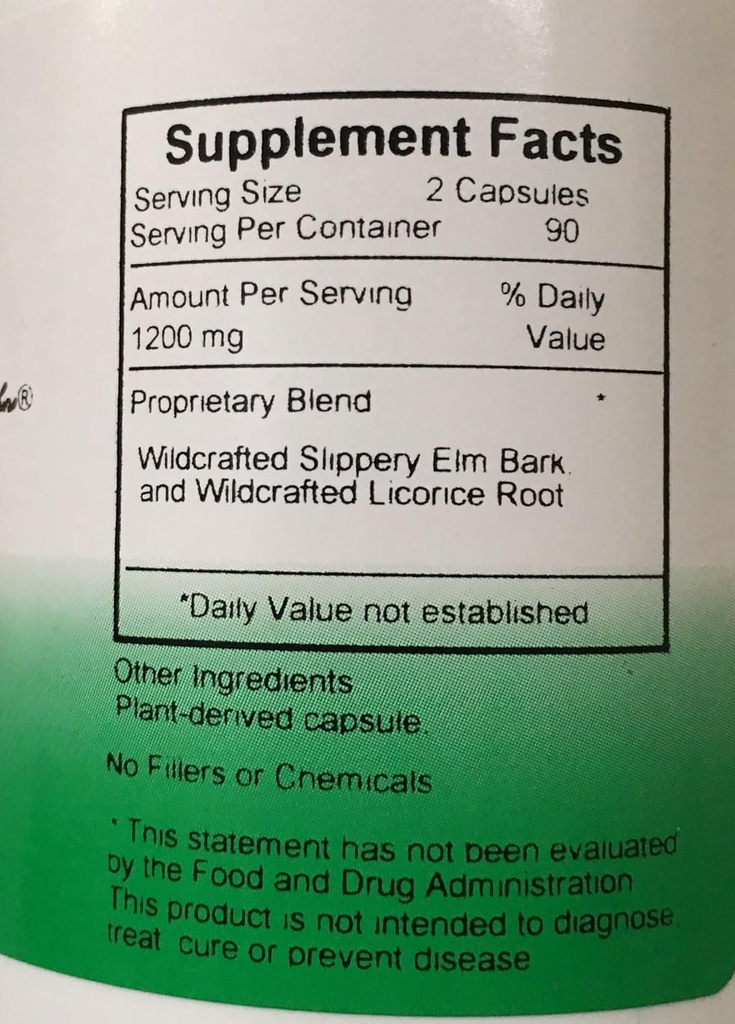 Supplement Facts
Serving Size 2 Capsules
Serving Per Container 90
Amount Per Serving % Daily
1200 mg Value
Proprietary Blend *
Wildcrafted Slippery Elm Bark
and Wildcrafted Licorice Root
*Daily Value not established
Other Ingredients
Plant-derived capsule.
No Fillers or Chemicals
* This statement has not been evaluated
by the Food and Drug Administration
This product is not intended to diagnose,
treat cure or prevent disease